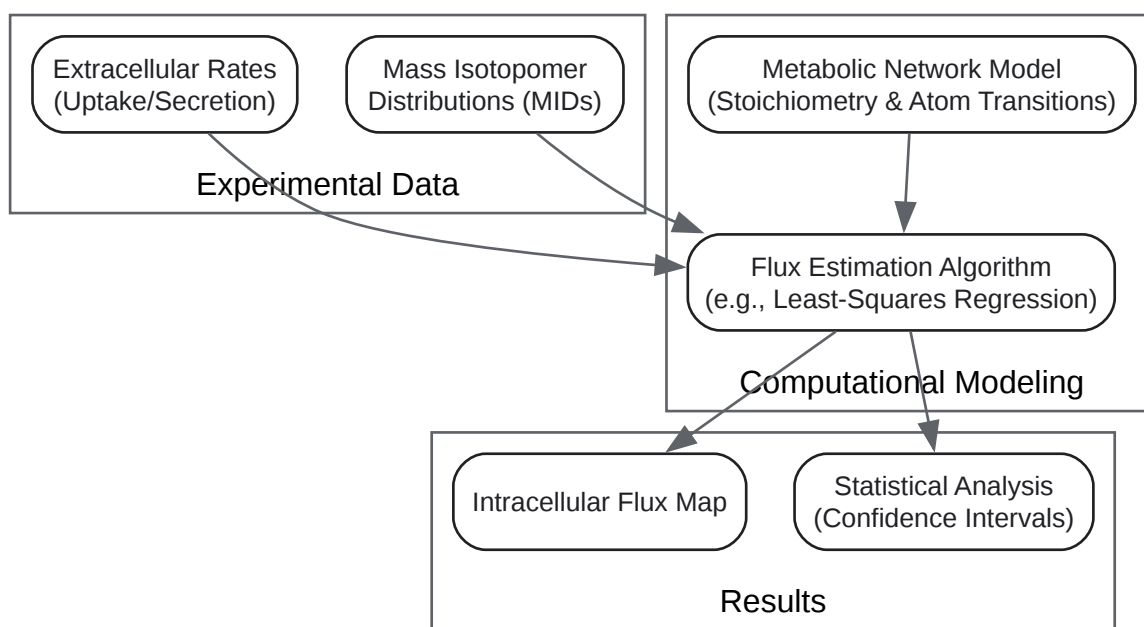 Extracellular Rates
(Uptake/Secretion)
Mass Isotopomer
Distributions (MIDs)
Experimental Data
Metabolic Network Model
(Stoichiometry & Atom Transitions)
Flux Estimation Algorithm
(e.g., Least-Squares Regression)
Computational Modeling
Intracellular Flux Map
Statistical Analysis
(Confidence Intervals)
Results